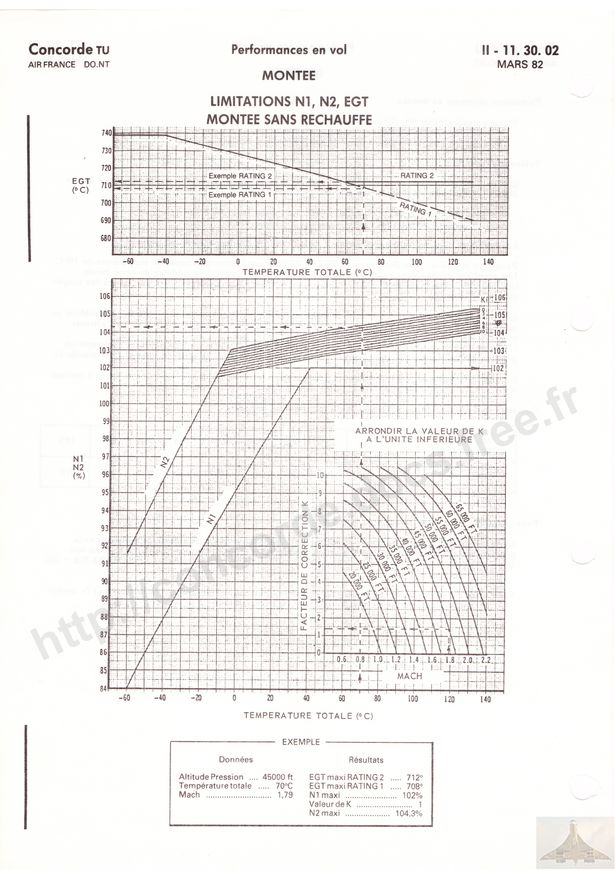 Concorde TU
AIR FRANCE DO.NT
Performances en vol
MONTEE
II - 11. 30. 02
MARS 82
LIMITATIONS N1, N2, EGT
MONTEE SANS RECHAUFFE
740
730
720
710
700
690
680
EGT
(°C)
Exemple RATING 2
RATING 2
Exemple RATING 1
RATING 1
-60 -40 -20 0 20 40 60 80 100 120 140
TEMPERATURE TOTALE (°C)
106
105
104
103
102
101
100
99
98
97
96
95
94
93
92
91
90
89
88
87
86
85
84
N1
N2
(%)
K
106
105
104
103
102
N2
N1
ARRONDIR LA VALEUR DE K
A L'UNITE INFERIEURE
FACTEUR DE CORRECTION K
10
9
8
7
6
5
4
3
2
1
0
65 000 FT
60 000 FT
55 000 FT
50 000 FT
45 000 FT
40 000 FT
35 000 FT
30 000 FT
25 000 FT
20 000 FT
0.6 0.8 1.0 1.2 1.4 1.6 1.8 2.0 2.2
MACH
-60 -40 -20 0 20 40 60 80 100 120 140
TEMPERATURE TOTALE (°C)
EXEMPLE
Données
Altitude Pression .... 45000 ft
Température totale ..... 70°C
Mach ........................ 1,79
Résultats
EGT maxi RATING 2 ..... 712°
EGT maxi RATING 1 ..... 708°
N1 maxi ........................ 102%
Valeur de K ........................ 1
N2 maxi .................... 104,3%